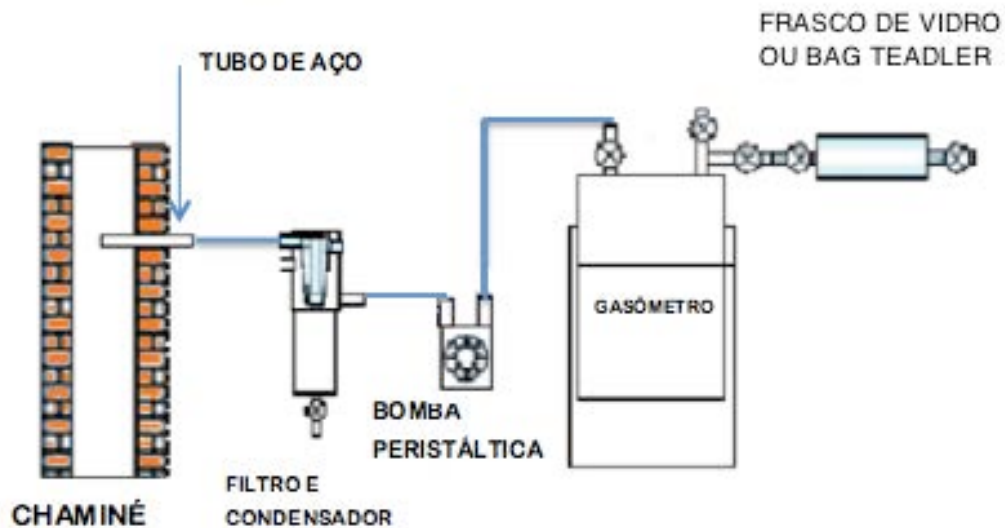 FRASCO DE VIDRO
OU BAG TEADLER
TUBO DE AÇO
GASÔMETRO
BOMBA
PERISTÁLTICA
FILTRO E
CONDENSADOR
CHAMINÉ